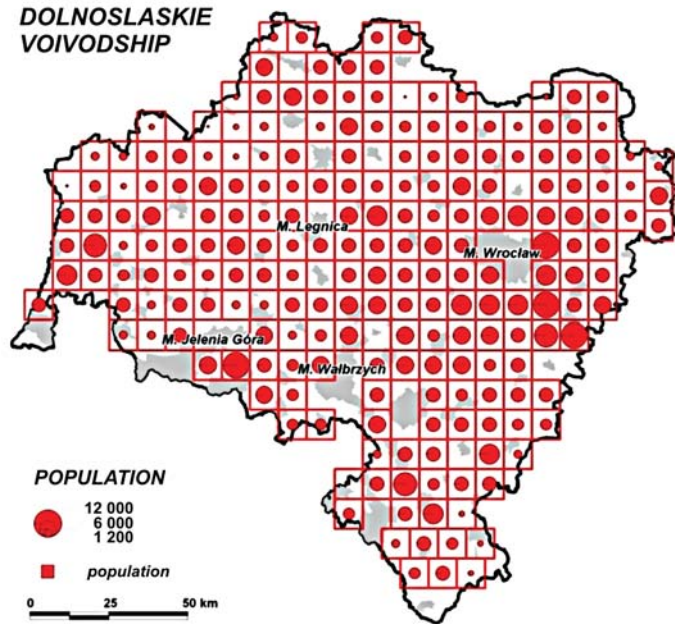 DOLNOSLASKIE
VOIVODSHIP
M. Legnica
M. Wrocław
M. Jelenia Góra
M. Wałbrzych
POPULATION
12 000
6 000
1 200
population
0 25 50 km